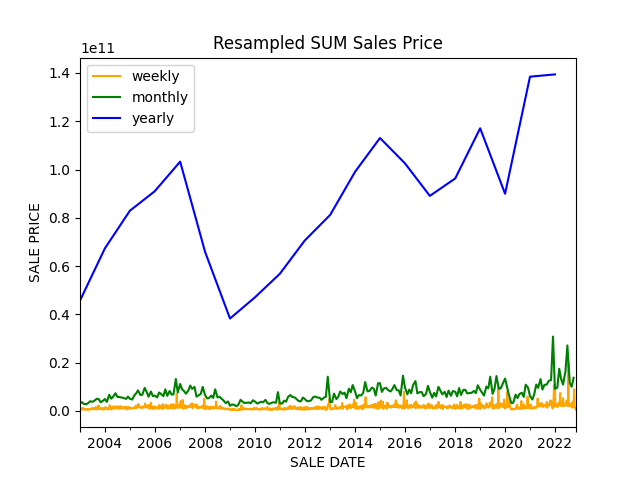 Resampled SUM Sales Price
1e11
weekly
monthly
yearly
1.4
1.2
1.0
0.8
0.6
0.4
0.2
0.0
SALE PRICE
2004 2006 2008 2010 2012 2014 2016 2018 2020 2022
SALE DATE